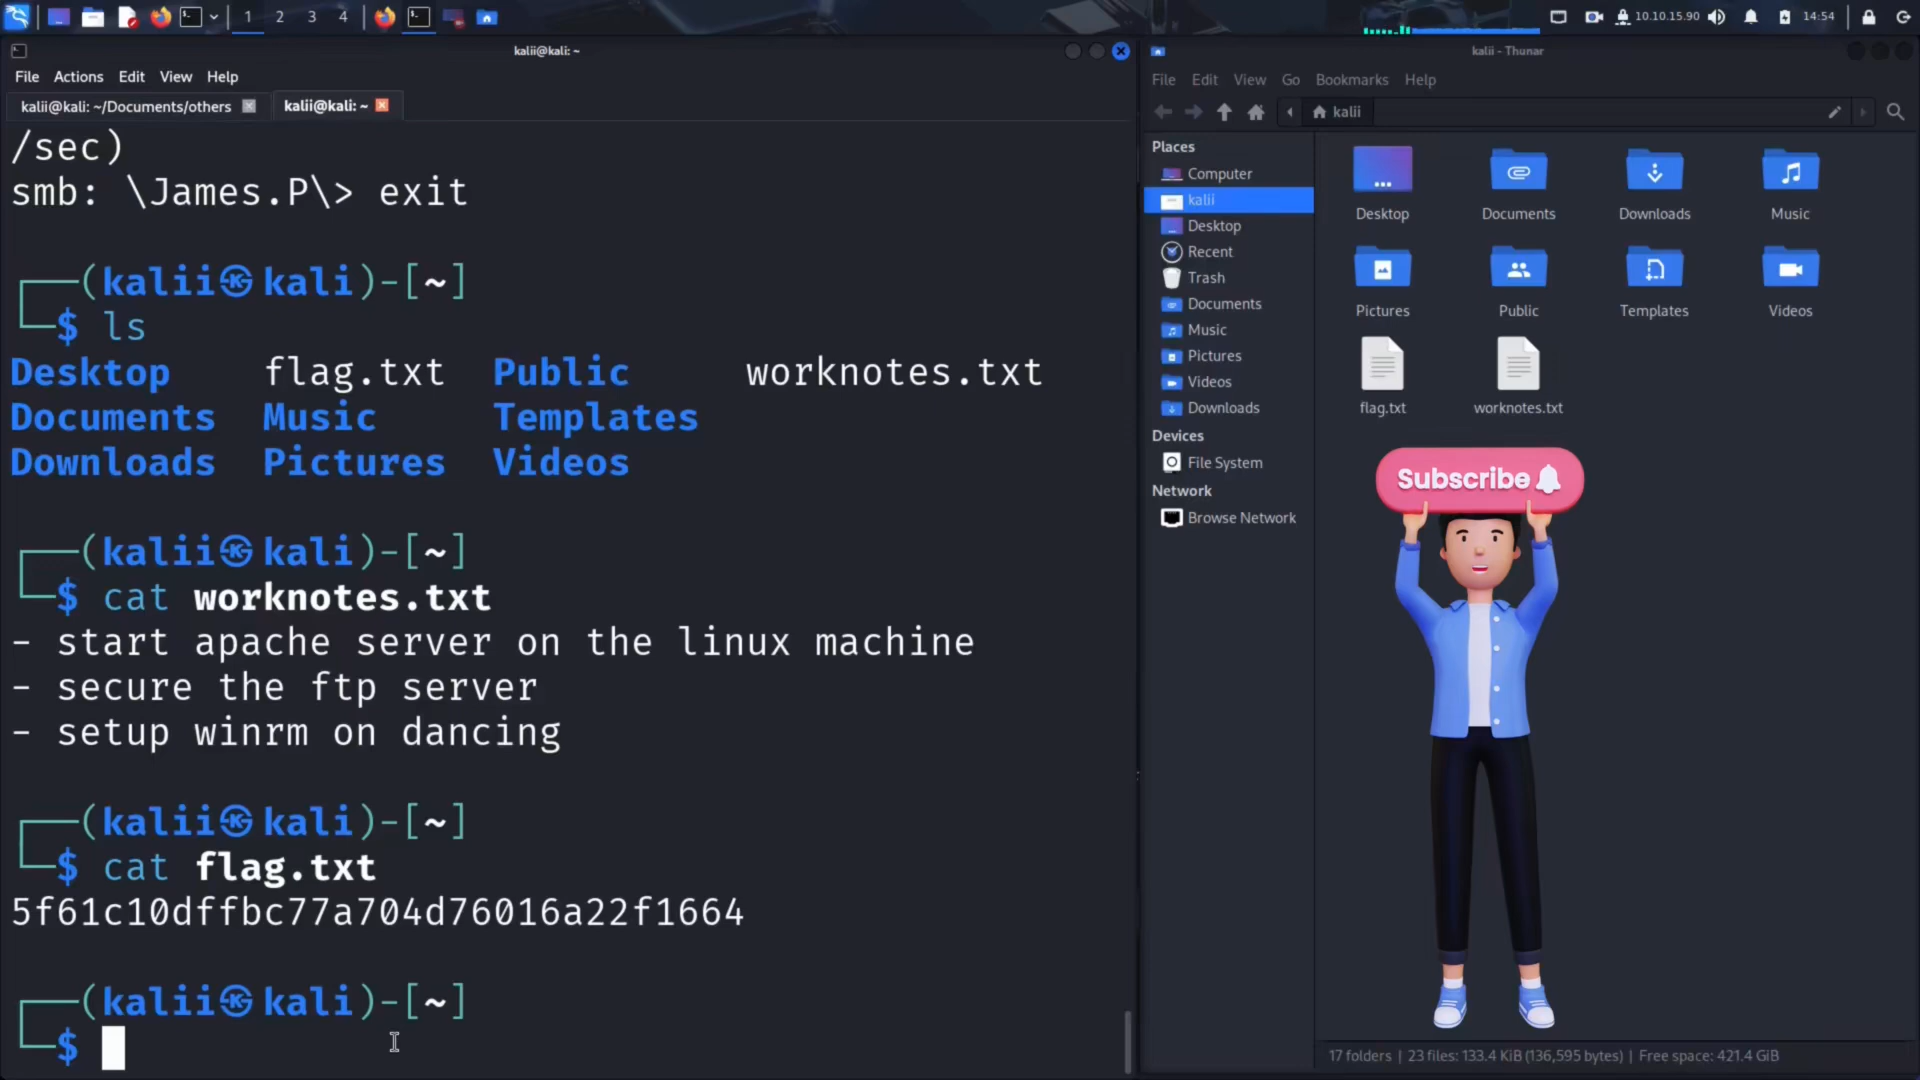 1 2 3 4
10.10.15.90
14:54
kalii@kali: ~
File Actions Edit View Help
kalii@kali: ~/Documents/others
kalii@kali: ~
/sec)
smb: \James.P\> exit
┌──(kalii㉿kali)-[~]
└─$ ls
Desktop flag.txt Public worknotes.txt
Documents Music Templates
Downloads Pictures Videos
┌──(kalii㉿kali)-[~]
└─$ cat worknotes.txt
- start apache server on the linux machine
- secure the ftp server
- setup winrm on dancing
┌──(kalii㉿kali)-[~]
└─$ cat flag.txt
5f61c10dffbc77a704d76016a22f1664
┌──(kalii㉿kali)-[~]
└─$
kalii - Thunar
File Edit View Go Bookmarks Help
kalii
Places
Computer
kalii
Desktop
Recent
Trash
Documents
Music
Pictures
Videos
Downloads
Devices
File System
Network
Browse Network
Desktop Documents Downloads Music
Pictures Public Templates Videos
flag.txt worknotes.txt
Subscribe
17 folders | 23 files: 133.4 KiB (136,595 bytes) | Free space: 421.4 GiB